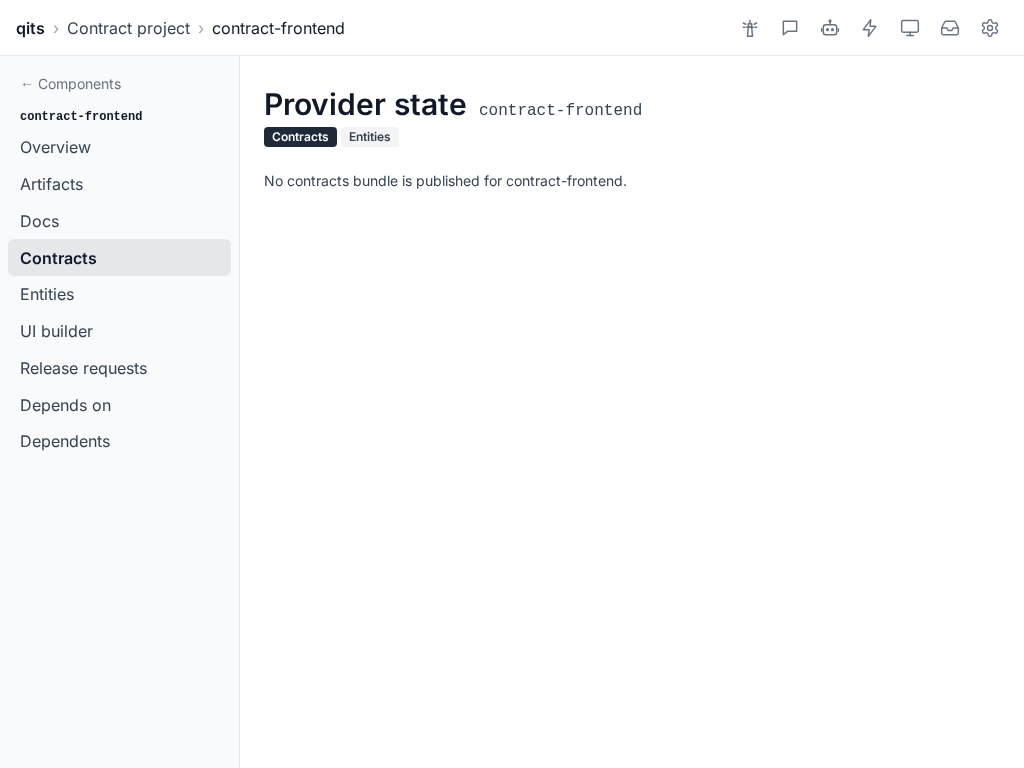 qits › Contract project › contract-frontend
← Components
contract-frontend
Overview
Artifacts
Docs
Contracts
Entities
UI builder
Release requests
Depends on
Dependents
Provider state contract-frontend
Contracts Entities
No contracts bundle is published for contract-frontend.